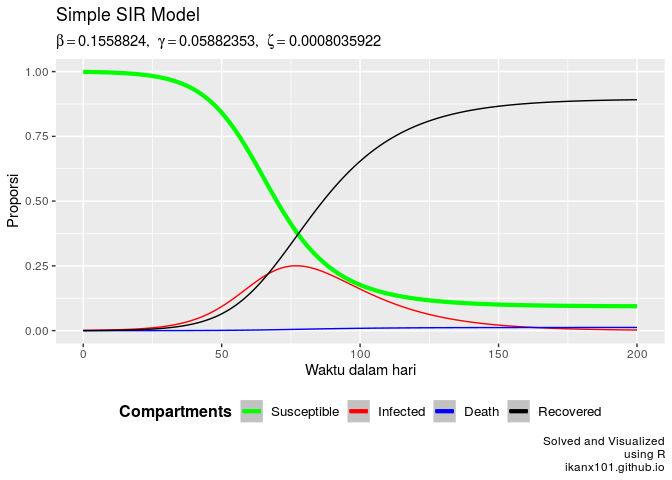 Simple SIR Model
β = 0.1558824, γ = 0.05882353, ζ = 0.0008035922
1.00
0.75
0.50
0.25
0.00
Proporsi
0 50 100 150 200
Waktu dalam hari
Compartments Susceptible Infected Death Recovered
Solved and Visualized
using R
ikanx101.github.io